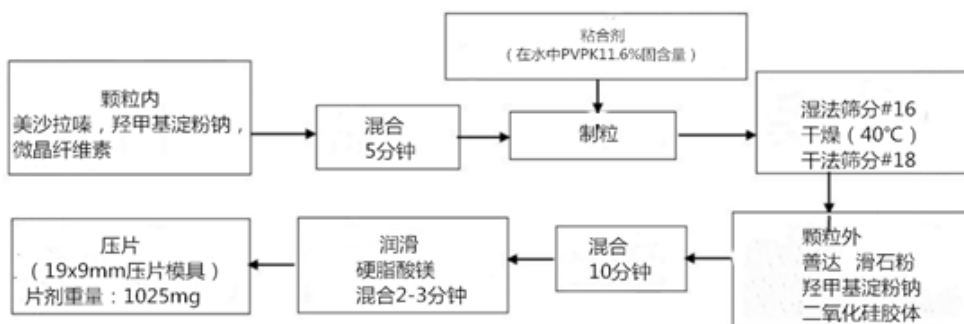 粘合剂
（在水中PVPK11.6%固含量）
颗粒内
美沙拉嗪，羟甲基淀粉钠，
微晶纤维素
混合
5分钟
制粒
湿法筛分#16
干燥（40℃）
干法筛分#18
颗粒外
善达 滑石粉
羟甲基淀粉钠
二氧化硅胶体
混合
10分钟
润滑
硬脂酸镁
混合2-3分钟
压片
（19x9mm压片模具）
片剂重量：1025mg